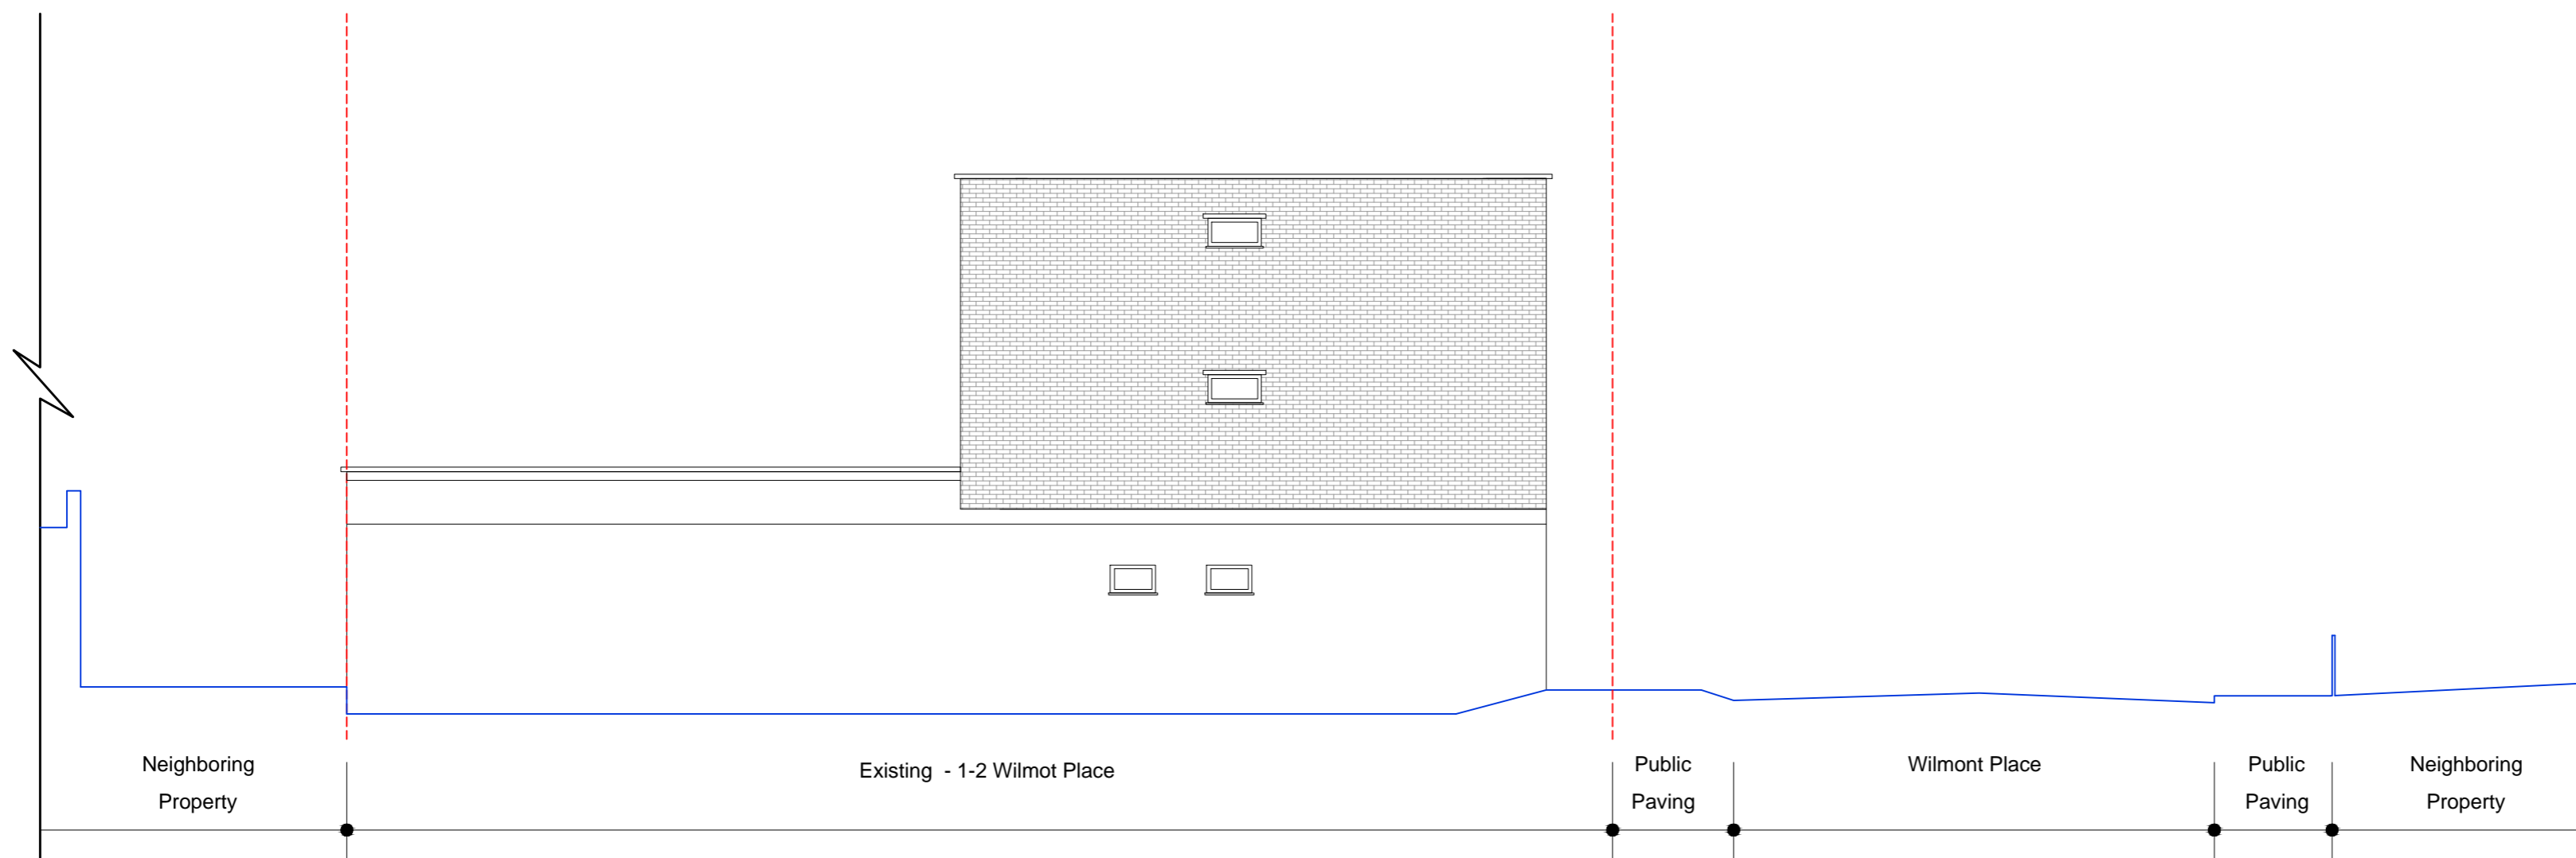 Neighboring
Property
Existing - 1-2 Wilmot Place
Public
Paving
Wilmont Place
Public
Paving
Neighboring
Property